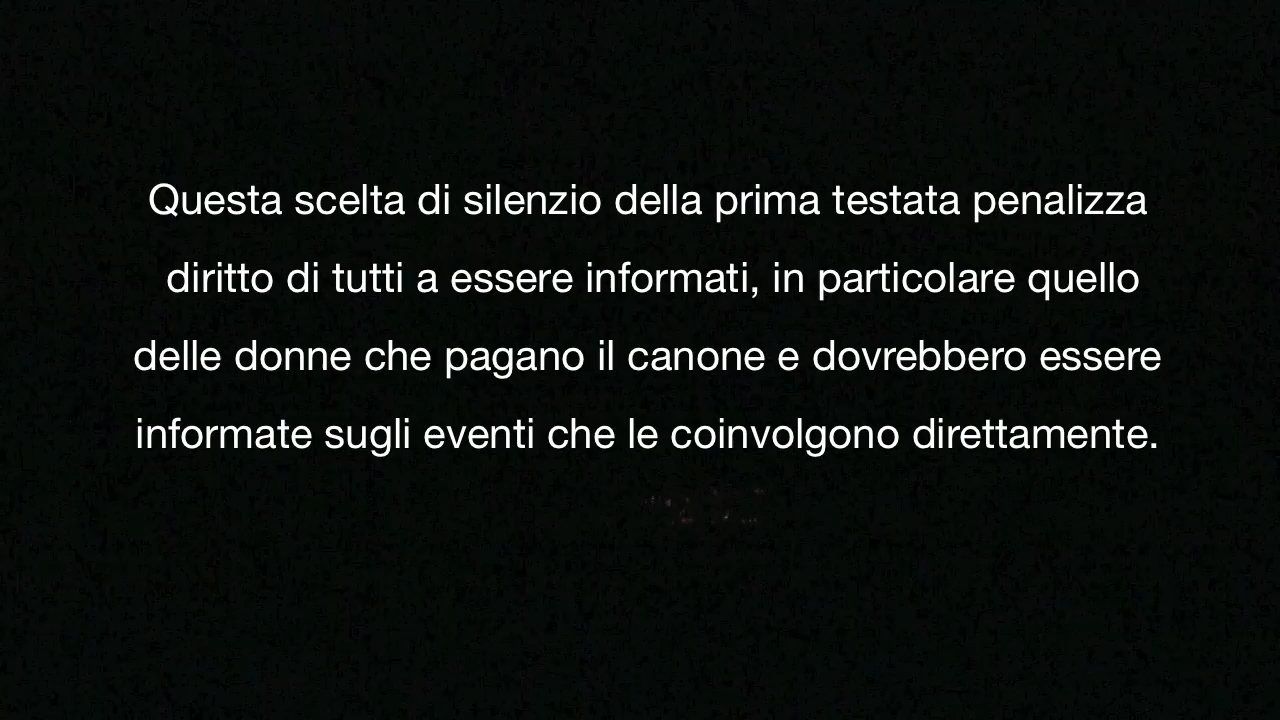 Questa scelta di silenzio della prima testata penalizza
diritto di tutti a essere informati, in particolare quello
delle donne che pagano il canone e dovrebbero essere
informate sugli eventi che le coinvolgono direttamente.